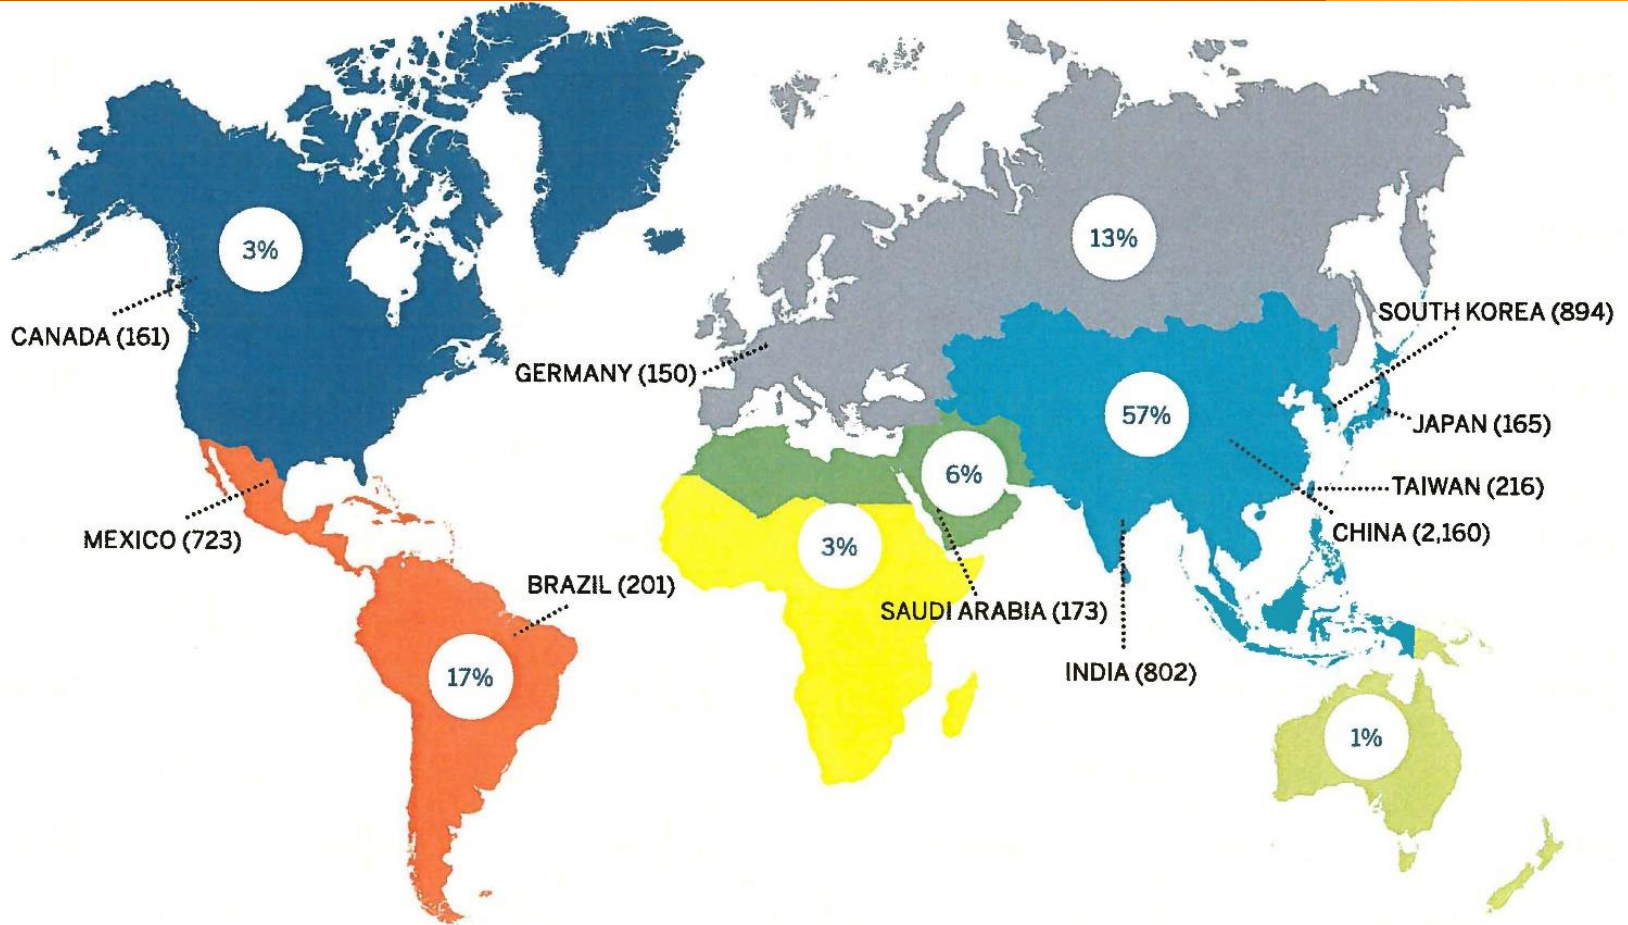 3%
13%
SOUTH KOREA (894)
CANADA (161)
GERMANY (150)
57%
JAPAN (165)
6%
TAIWAN (216)
MEXICO (723)
3%
CHINA (2,160)
BRAZIL (201)
SAUDI ARABIA (173)
INDIA (802)
17%
1%